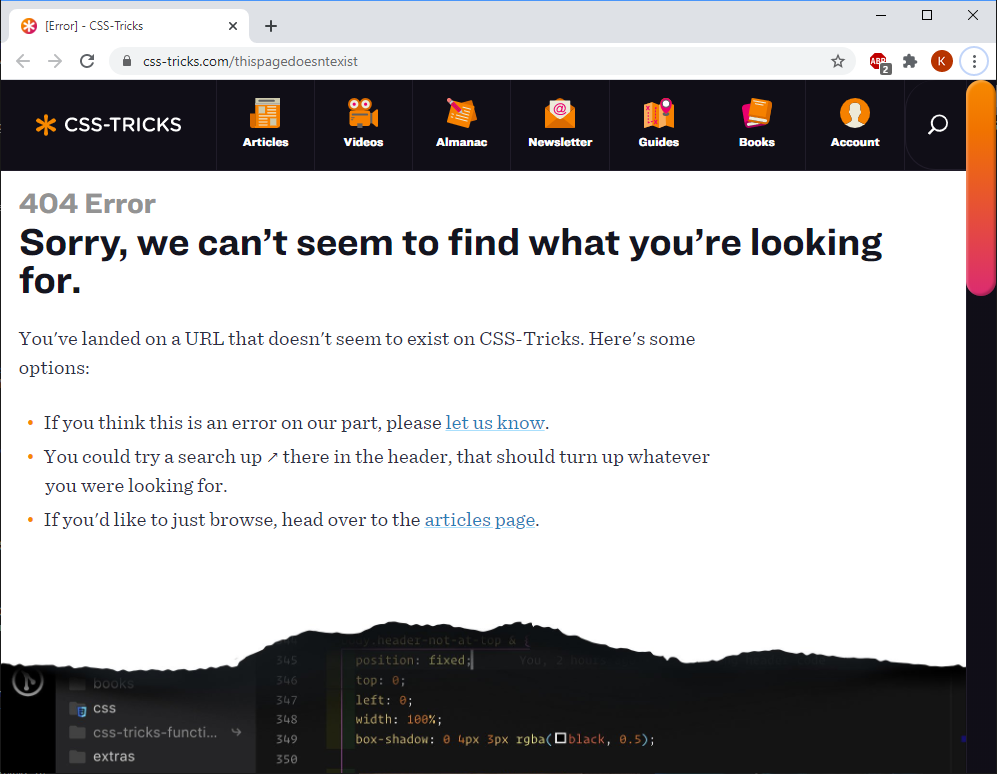 [Error] - CSS-Tricks
css-tricks.com/thispagedoesntexist
ABP
2
K
CSS-TRICKS
Articles
Videos
Almanac
Newsletter
Guides
Books
Account
404 Error
Sorry, we can’t seem to find what you’re looking
for.
You've landed on a URL that doesn't seem to exist on CSS-Tricks. Here's some
options:
• If you think this is an error on our part, please let us know.
• You could try a search up ↗ there in the header, that should turn up whatever
you were looking for.
• If you'd like to just browse, head over to the articles page.
.header-not-at-top & {
345 position: fixed; You, 2 hours
346 top: 0;
347 left: 0;
348 width: 100%;
349 box-shadow: 0 4px 3px rgba(black, 0.5);
350
books
css
css-tricks-functi...
extras